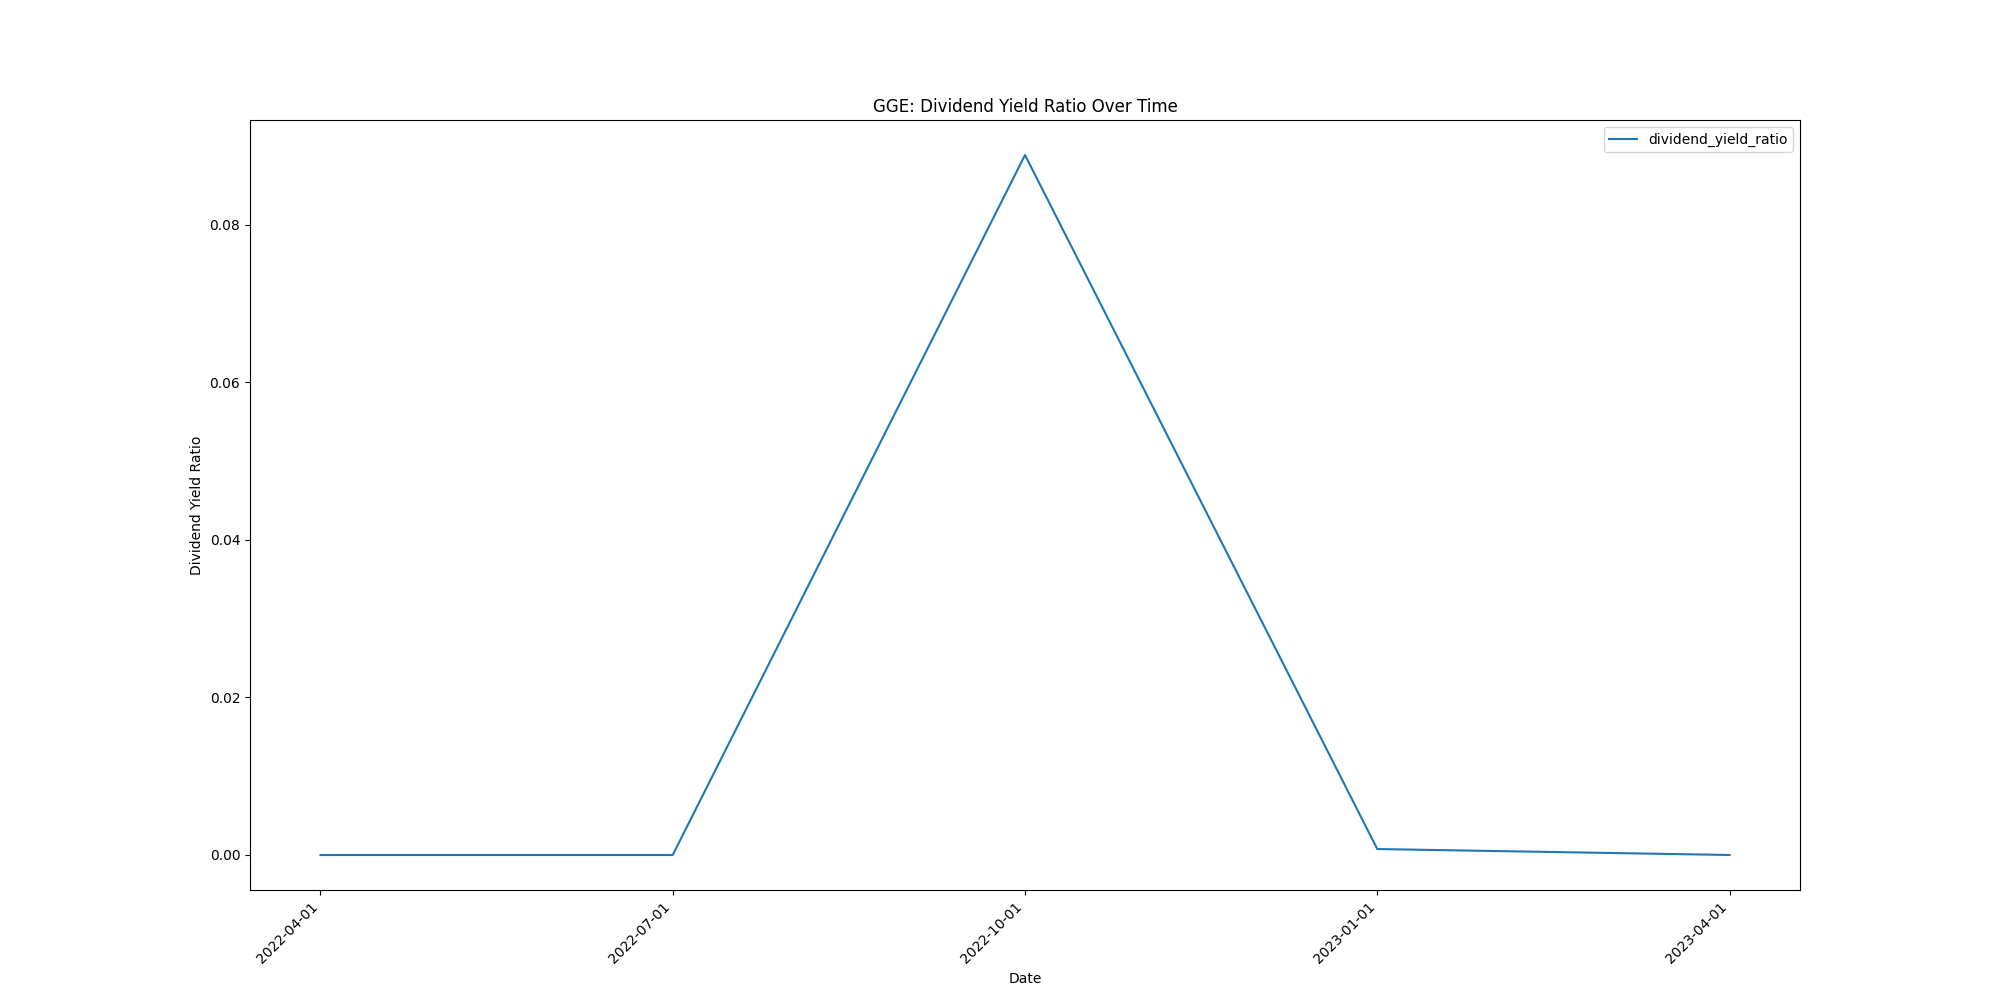 GGE: Dividend Yield Ratio Over Time
dividend_yield_ratio
Dividend Yield Ratio
0.08
0.06
0.04
0.02
0.00
2022-04-01
2022-07-01
2022-10-01
2023-01-01
2023-04-01
Date